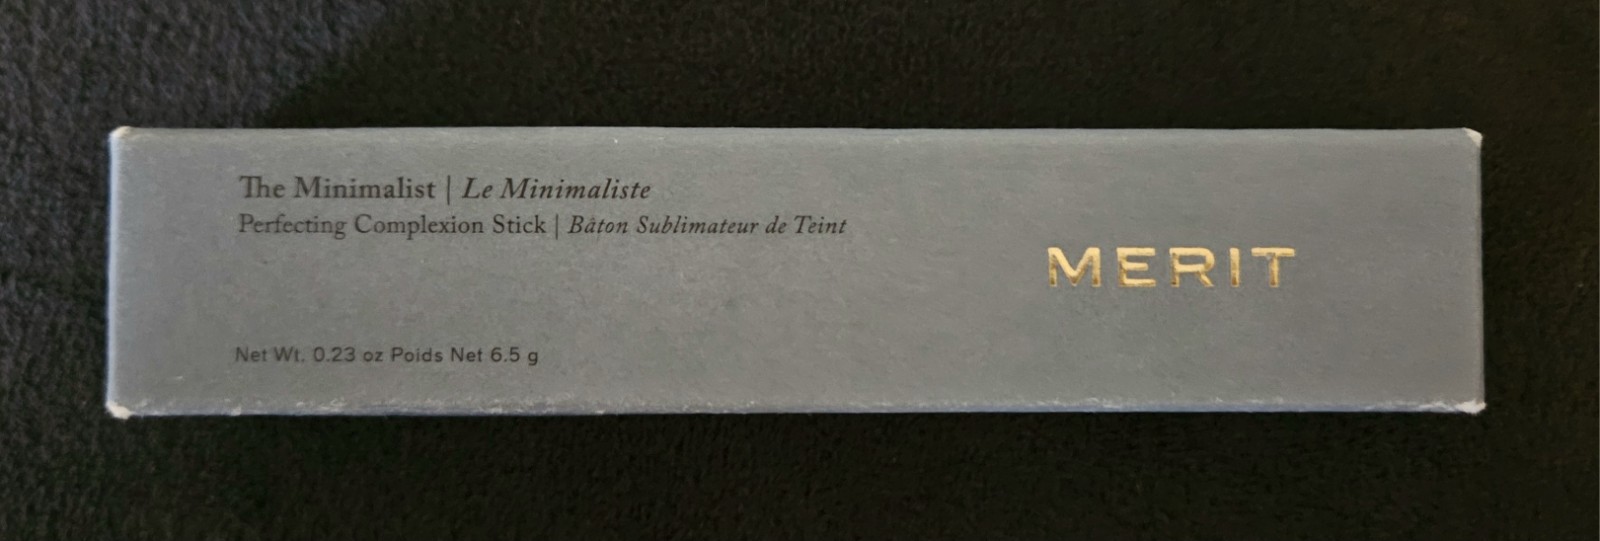 The Minimalist | Le Minimaliste
Perfecting Complexion Stick | Bâton Sublimateur de Teint
MERIT
Net Wt. 0.23 oz Poids Net 6.5 g